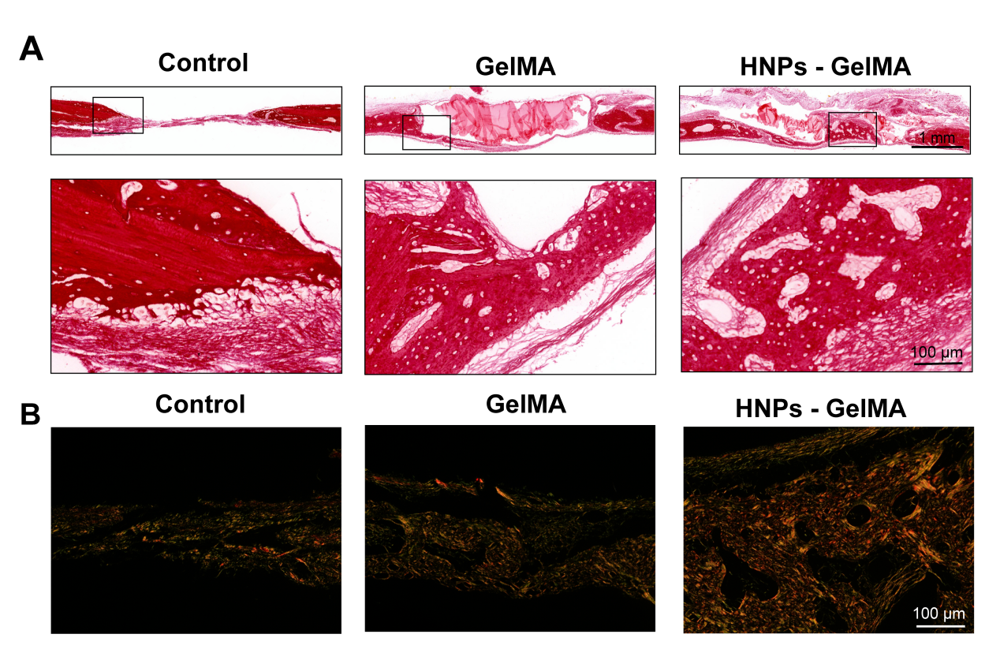 A
Control
GelMA
HNPs - GelMA
1 mm
100 µm
B
Control
GelMA
HNPs - GelMA
100 µm